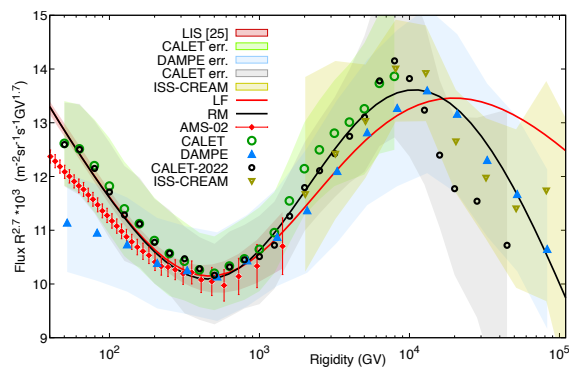 15
14
13
12
11
10
9
Flux R^2.7 *10^3 (m^-2sr^-1s^-1GV^1.7)
LIS [25]
CALET err.
DAMPE err.
CALET err.
ISS-CREAM
LF
RM
AMS-02
CALET
DAMPE
CALET-2022
ISS-CREAM
10^2
10^3
10^4
10^5
Rigidity (GV)